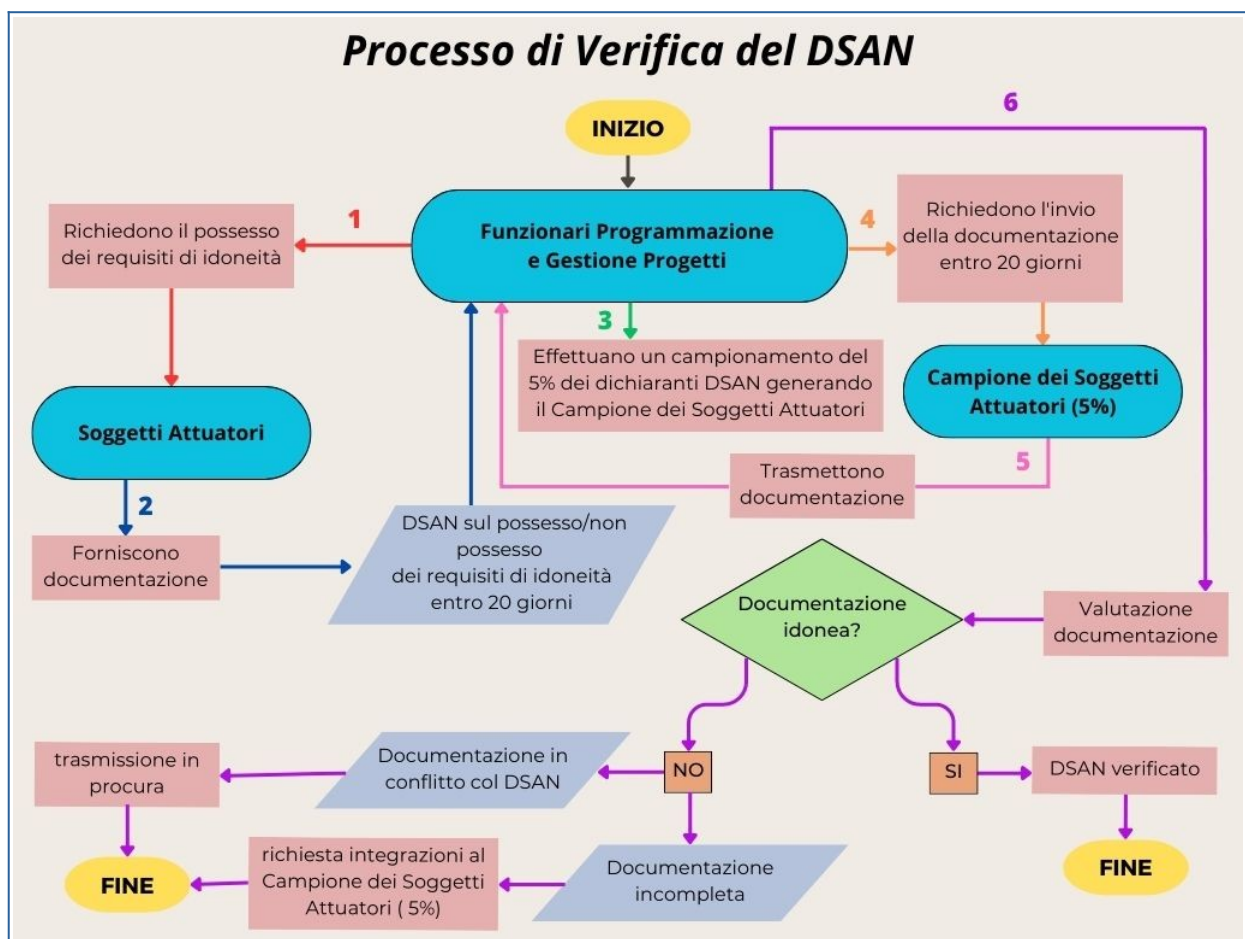 Processo di Verifica del DSAN
6
INIZIO
1
Richiedono il possesso
dei requisiti di idoneità
Funzionari Programmazione
e Gestione Progetti
4
Richiedono l'invio
della documentazione
entro 20 giorni
3
Effettuano un campionamento del
5% dei dichiaranti DSAN generando
il Campione dei Soggetti Attuatori
Campione dei Soggetti
Attuatori (5%)
Soggetti Attuatori
5
Trasmettono
documentazione
2
Forniscono
documentazione
DSAN sul possesso/non
possesso
dei requisiti di idoneità
entro 20 giorni
Documentazione
idonea?
Valutazione
documentazione
trasmissione in
procura
Documentazione in
conflitto col DSAN
NO
SI
DSAN verificato
FINE
richiesta integrazioni al
Campione dei Soggetti
Attuatori ( 5%)
Documentazione
incompleta
FINE